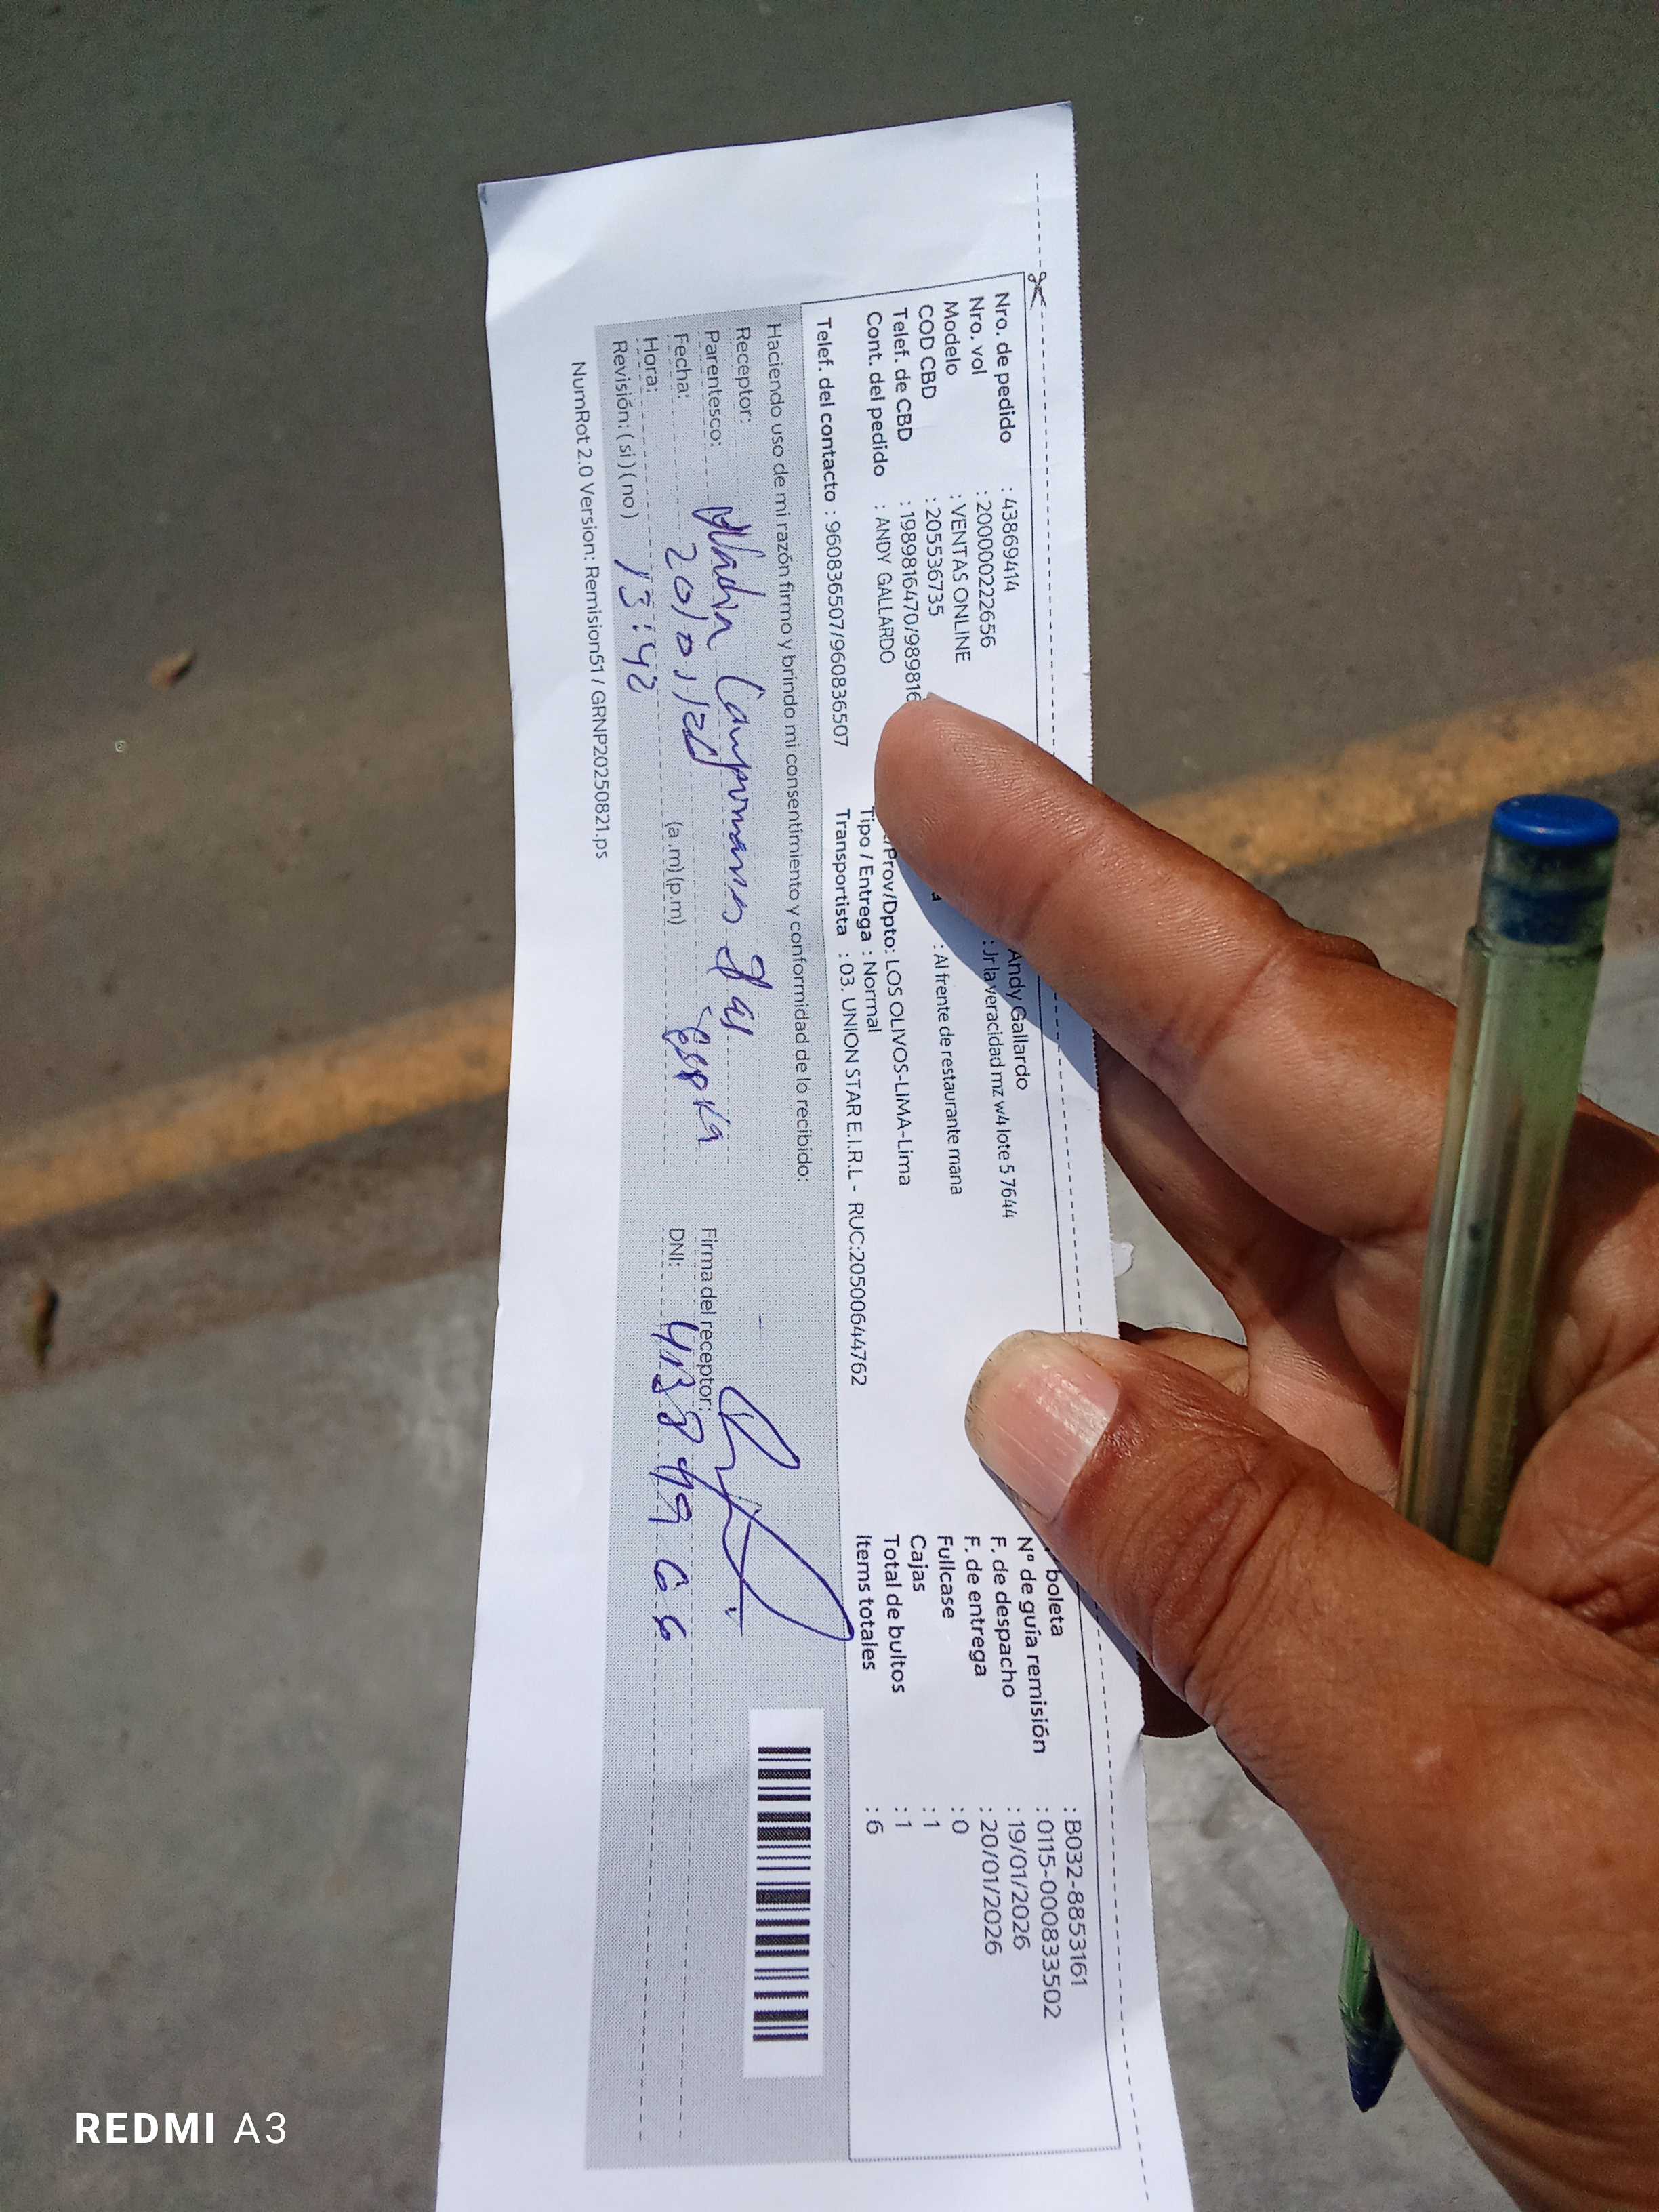 Nro. de pedido : 43869414
Nro. vol : 2000002226​56
Modelo : VENTAS ONLINE
COD CBD : 205536735
Telef. de CBD : 1989816470/989816
Cont. del pedido : ANDY GALLARDO
Telef. del contacto : 960836507/960836507
Andy Gallardo
: Jr la veracidad mz w4 lote 5 7644
: Al frente de restaurante mana
/Prov/Dpto: LOS OLIVOS-LIMA-Lima
Tipo / Entrega : Normal
Transportista : 03. UNION STAR E.I.R.L - RUC:20500644762
boleta : B032-8853161
N° de guía remisión : 0115-000833502
F. de despacho : 19/01/2026
F. de entrega : 20/01/2026
Fullcase : 0
Cajas : 1
Total de bultos : 1
Items totales : 6
Haciendo uso de mi razón firmo y brindo mi consentimiento y conformidad de lo recibido:
Receptor:
Parentesco:
Fecha: (a.m)(p.m)
Hora: 13:42
Revisión: (si)(no)
Firma del receptor:
DNI:
NumRot 2.0 Version: Remision51 / GRNP20250821.ps
REDMI A3